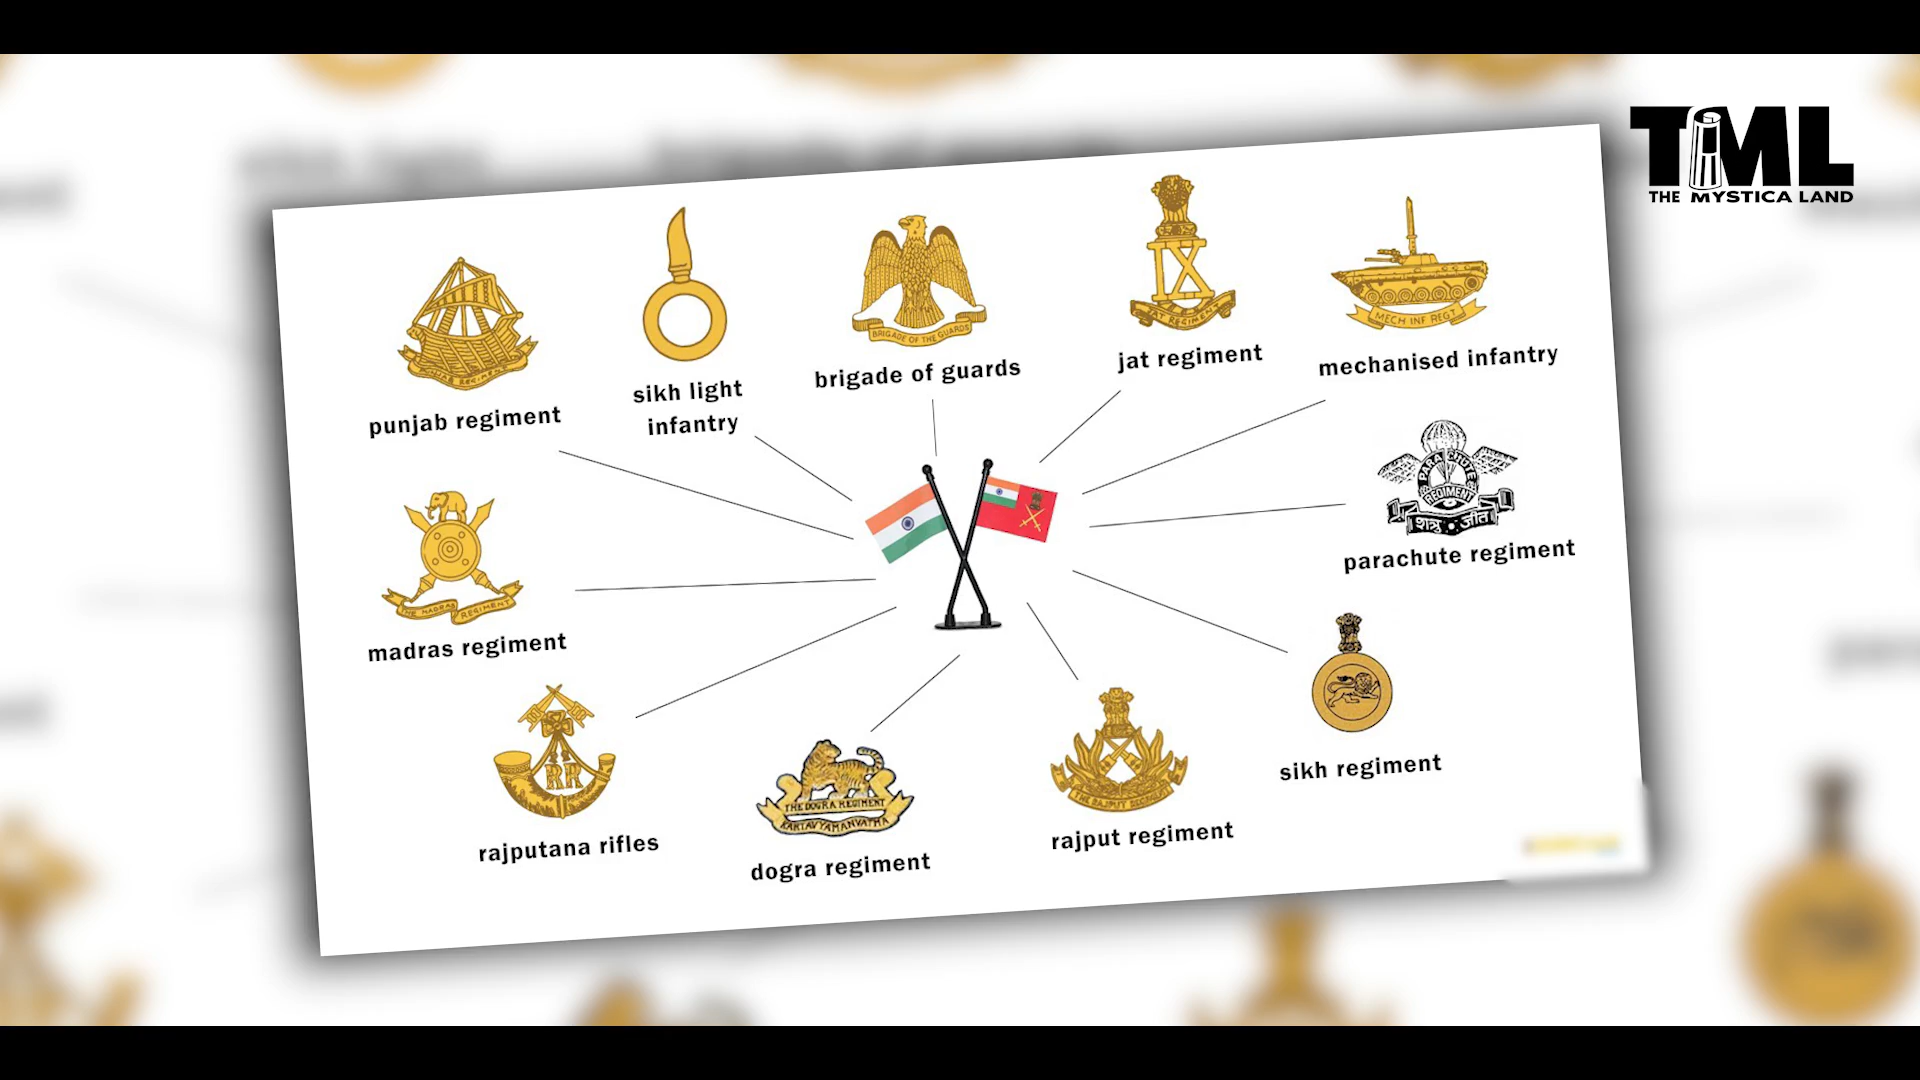 TML
THE MYSTICA LAND
BRIGADE OF THE GUARDS
JAT REGIMENT
MECH INF REGT
punjab regiment
sikh light
infantry
brigade of guards
jat regiment
mechanised infantry
PARACHUTE
REGIMENT
शत्रु जीत
parachute regiment
THE MADRAS REGIMENT
madras regiment
RR
rajputana rifles
THE DOGRA REGIMENT
KARTAVYAMANVATMA
dogra regiment
THE RAJPUT REGIMENT
rajput regiment
sikh regiment